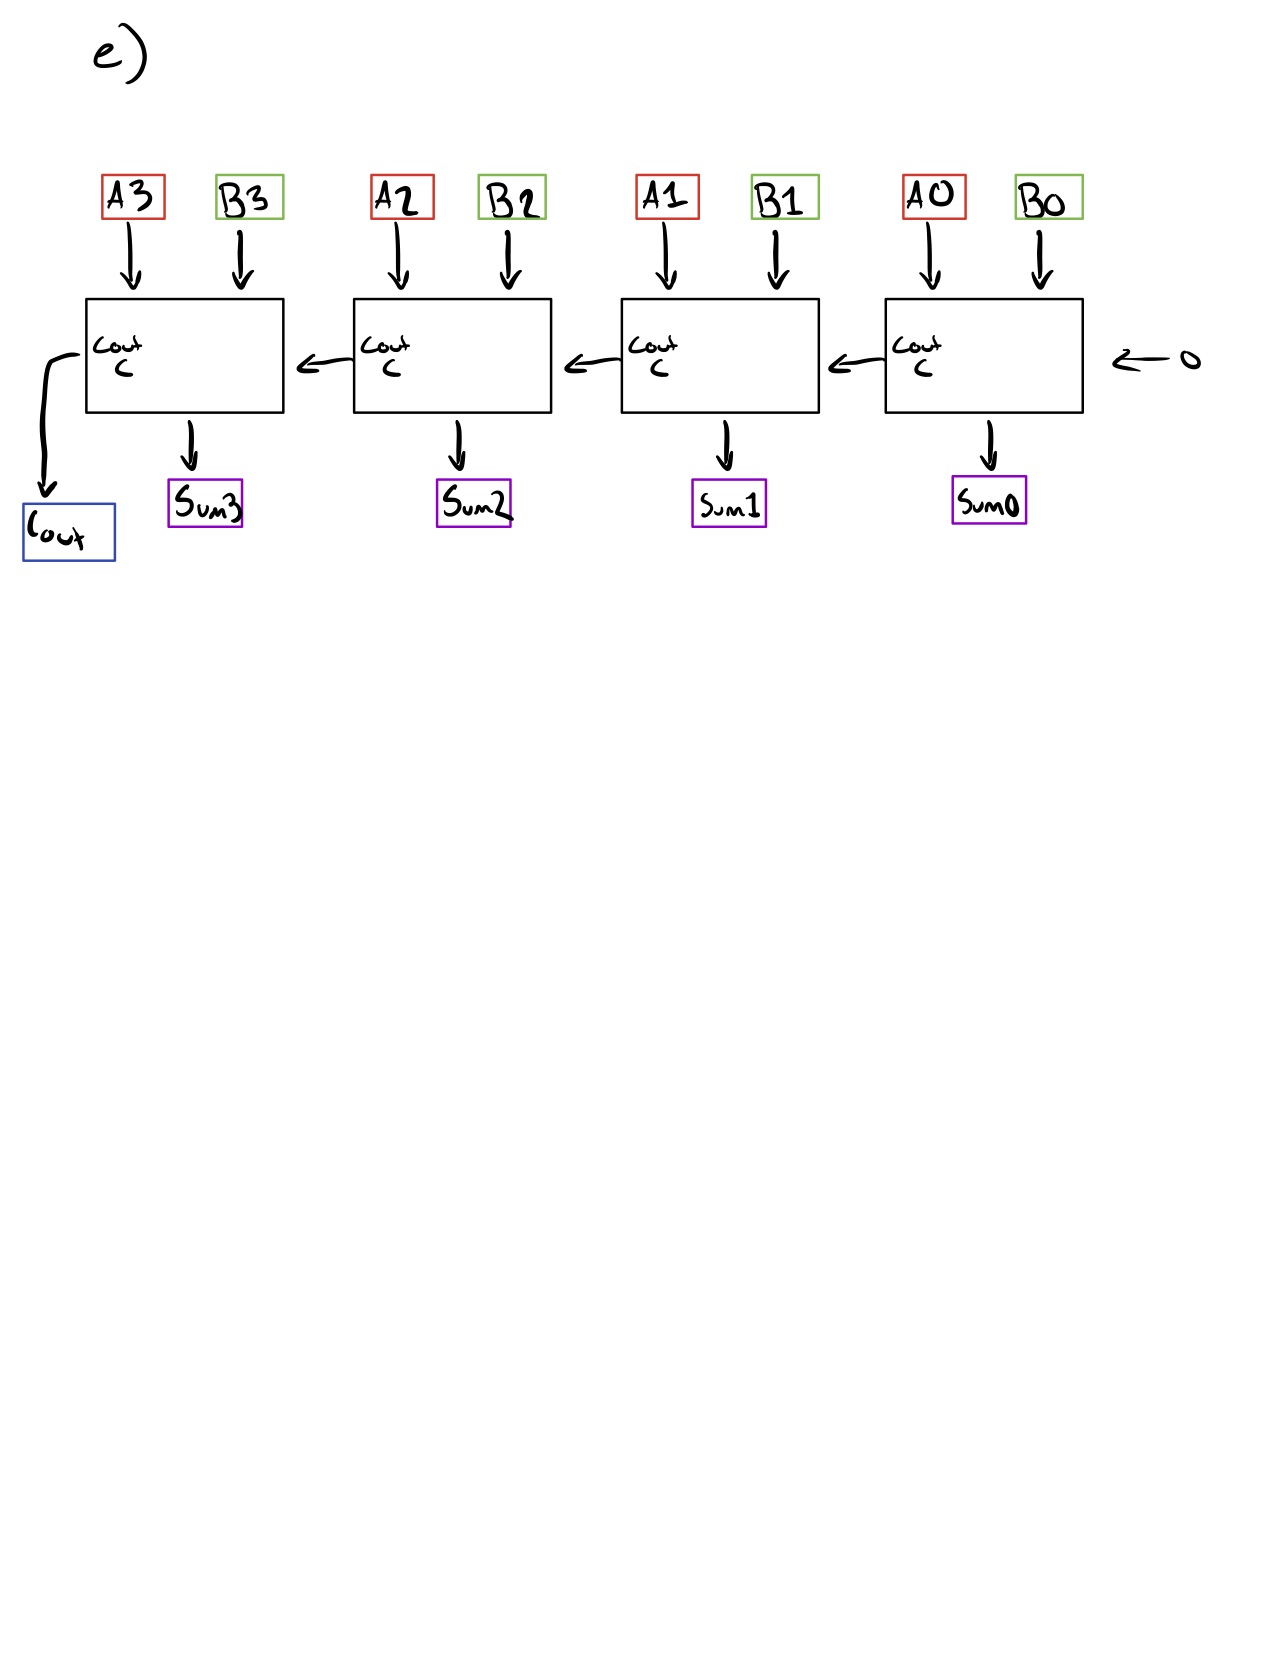 e)
A3 B3 A2 B2 A1 B1 A0 B0
Cout Cout Cout Cout
C C C C
0
Sum3 Sum2 Sum1 Sum0
Cout